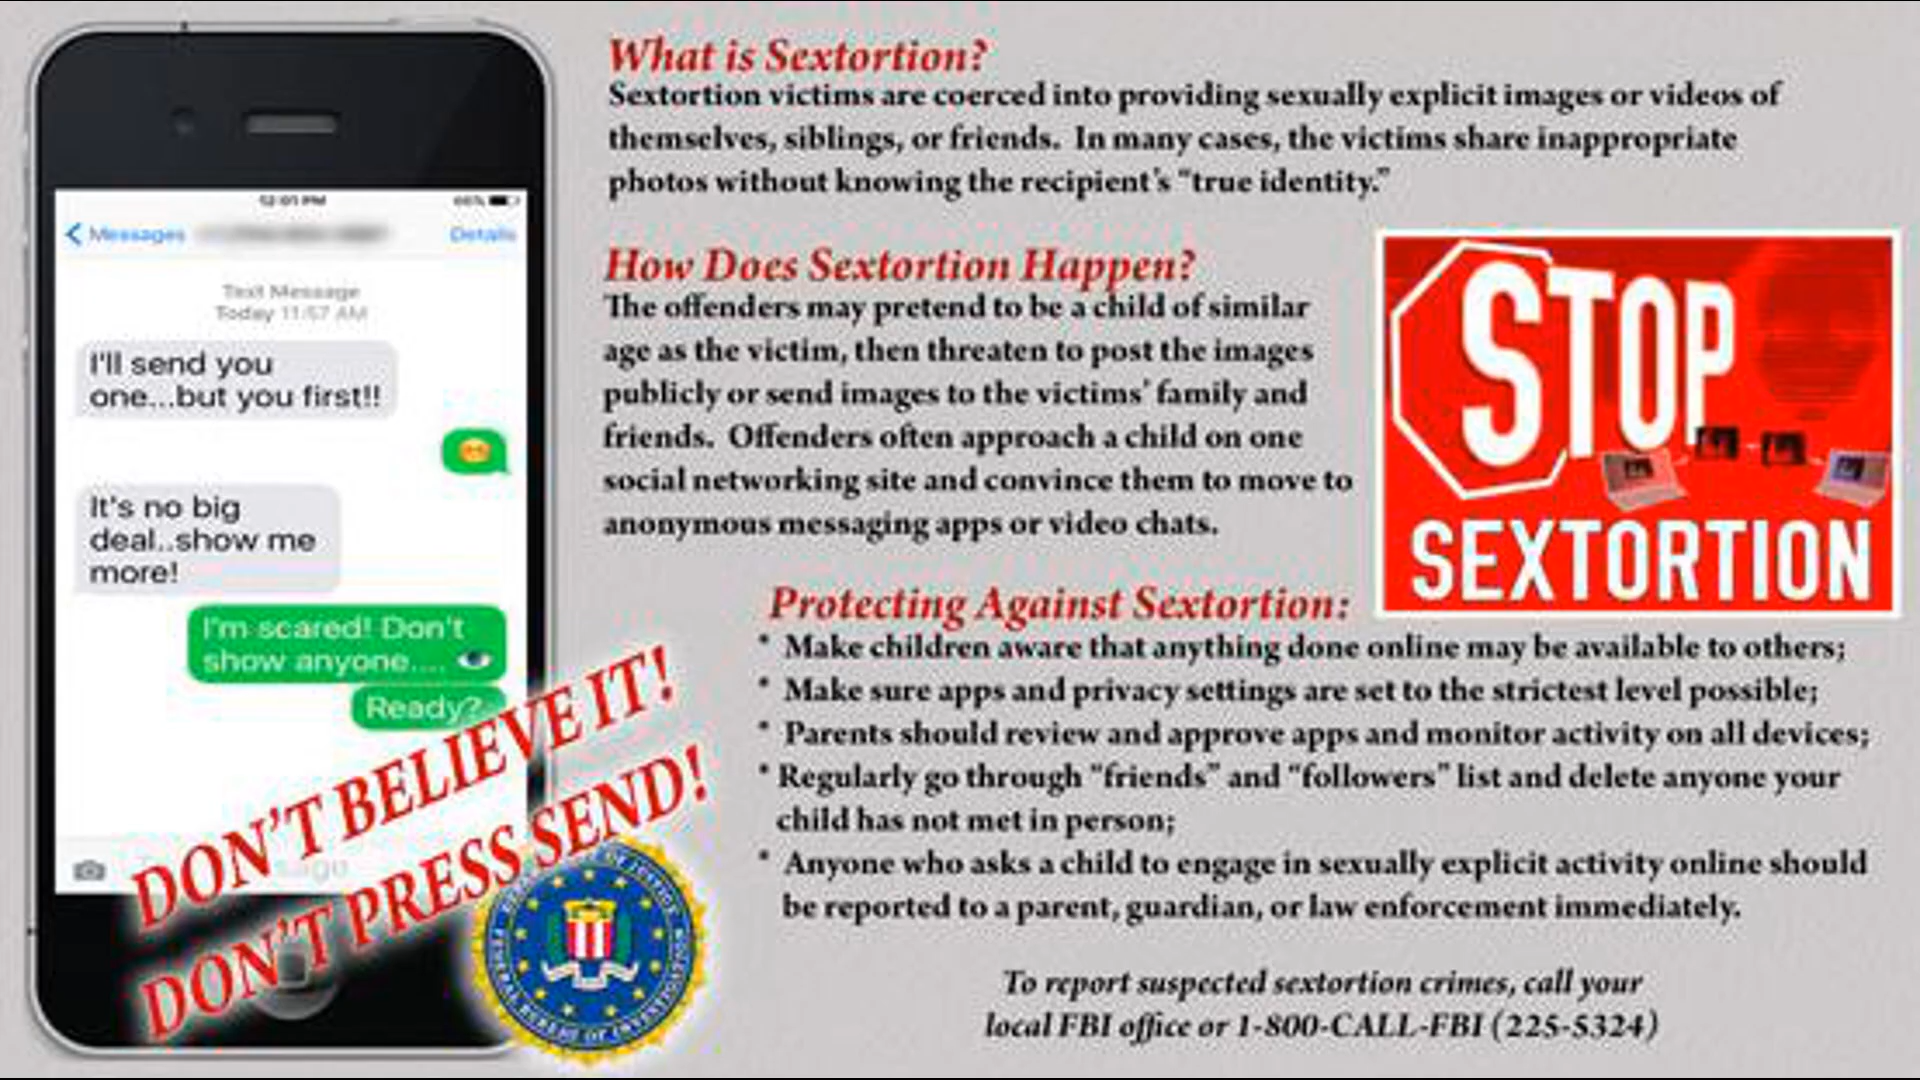 12:01 PM
Messages
Details
Text Message
Today 11:57 AM
I'll send you
one...but you first!!
It's no big
deal..show me
more!
I'm scared! Don't
show anyone....
Ready?
DON'T BELIEVE IT!
DON'T PRESS SEND!
FEDERAL BUREAU OF INVESTIGATION
What is Sextortion?
Sextortion victims are coerced into providing sexually explicit images or videos of
themselves, siblings, or friends. In many cases, the victims share inappropriate
photos without knowing the recipient's "true identity."
How Does Sextortion Happen?
The offenders may pretend to be a child of similar
age as the victim, then threaten to post the images
publicly or send images to the victims' family and
friends. Offenders often approach a child on one
social networking site and convince them to move to
anonymous messaging apps or video chats.
STOP
SEXTORTION
Protecting Against Sextortion:
* Make children aware that anything done online may be available to others;
* Make sure apps and privacy settings are set to the strictest level possible;
* Parents should review and approve apps and monitor activity on all devices;
* Regularly go through "friends" and "followers" list and delete anyone your
child has not met in person;
* Anyone who asks a child to engage in sexually explicit activity online should
be reported to a parent, guardian, or law enforcement immediately.
To report suspected sextortion crimes, call your
local FBI office or 1-800-CALL-FBI (225-5324)